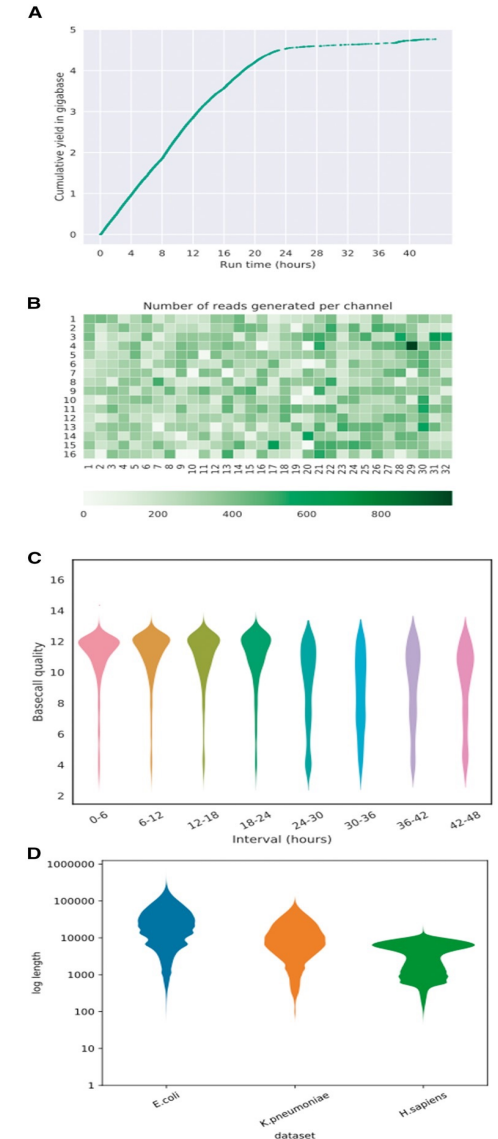 A
Cumulative yield in gigabase
5
4
3
2
1
0
0 4 8 12 16 20 24 28 32 36 40
Run time (hours)
B
Number of reads generated per channel
1
2
3
4
5
6
7
8
9
10
11
12
13
14
15
16
1 2 3 4 5 6 7 8 9 10 11 12 13 14 15 16 17 18 19 20 21 22 23 24 25 26 27 28 29 30 31 32
0 200 400 600 800
C
Basecall quality
16
14
12
10
8
6
4
2
0-6 6-12 12-18 18-24 24-30 30-36 36-42 42-48
Interval (hours)
D
log length
1000000
100000
10000
1000
100
10
1
E.coli K.pneumoniae H.sapiens
dataset